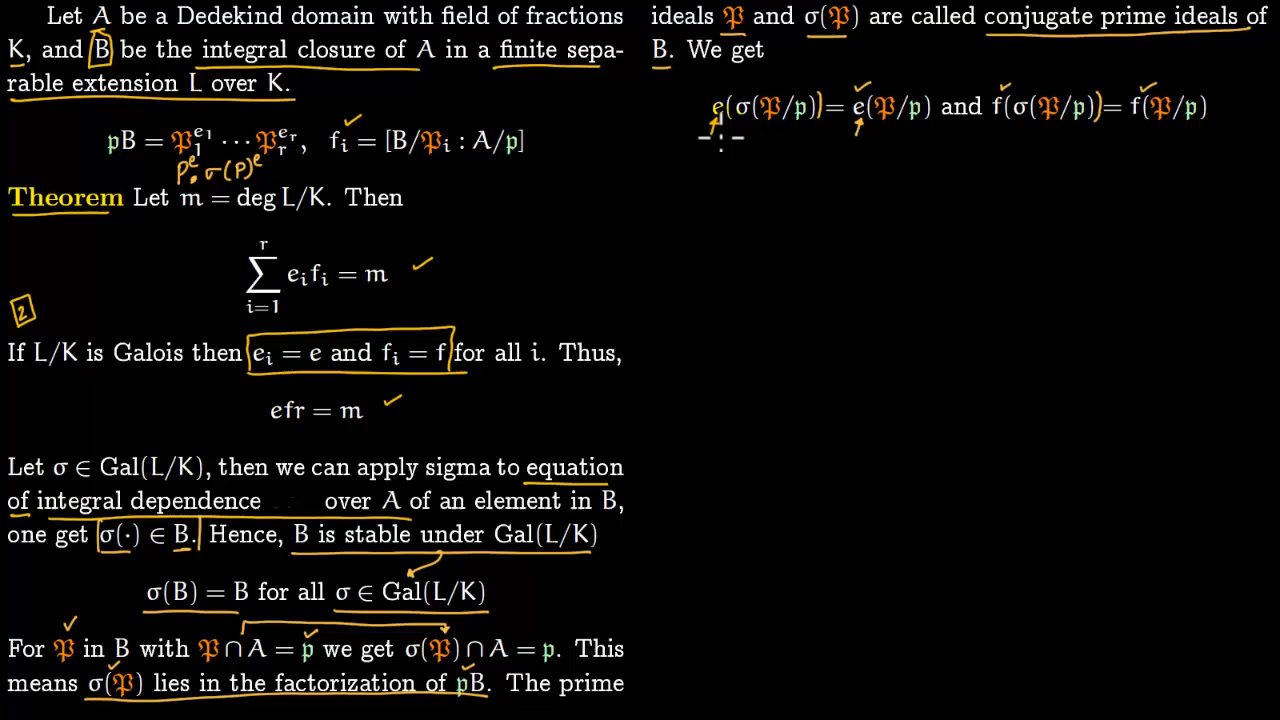 Let A be a Dedekind domain with field of fractions
K, and B be the integral closure of A in a finite sepa-
rable extension L over K.
𝔭B = 𝔓₁^{e₁} ⋯ 𝔓ᵣ^{eᵣ}, fᵢ = [B/𝔓ᵢ : A/𝔭]
P^e · σ(P)^e
Theorem Let m = deg L/K. Then
∑_{i=1}^{r} eᵢfᵢ = m
2
If L/K is Galois then eᵢ = e and fᵢ = f for all i. Thus,
efr = m
Let σ ∈ Gal(L/K), then we can apply sigma to equation
of integral dependence over A of an element in B,
one get σ(·) ∈ B. Hence, B is stable under Gal(L/K)
σ(B) = B for all σ ∈ Gal(L/K)
For 𝔓 in B with 𝔓 ∩ A = 𝔭 we get σ(𝔓) ∩ A = 𝔭. This
means σ(𝔓) lies in the factorization of 𝔭B. The prime
ideals 𝔓 and σ(𝔓) are called conjugate prime ideals of
B. We get
e(σ(𝔓/𝔭)) = e(𝔓/𝔭) and f(σ(𝔓/𝔭)) = f(𝔓/𝔭)